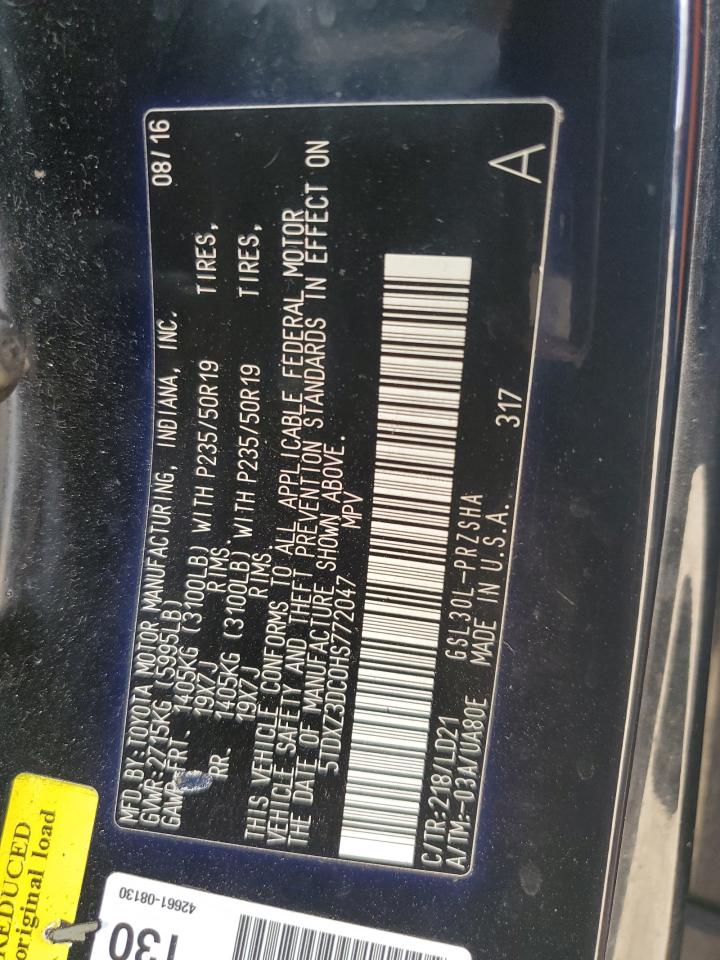 MFD. BY: TOYOTA MOTOR MANUFACTURING, INDIANA, INC. 08/16
GVWR: 2715KG (5995LB)
GAWR FRT. 1405KG (3100LB) WITH P235/50R19 TIRES,
19X7J RIMS
RR. 1405KG (3100LB) WITH P235/50R19 TIRES,
19X7J RIMS
THIS VEHICLE CONFORMS TO ALL APPLICABLE FEDERAL MOTOR
VEHICLE SAFETY AND THEFT PREVENTION STANDARDS IN EFFECT ON
THE DATE OF MANUFACTURE SHOWN ABOVE.
5TDXZ3DC0HS772047 MPV
C/TR:218/LD21 GSL30L-PRZSHA
A/TM:-03A/UA80E MADE IN U.S.A. 317 A
REDUCED
original load
42661-08130
130